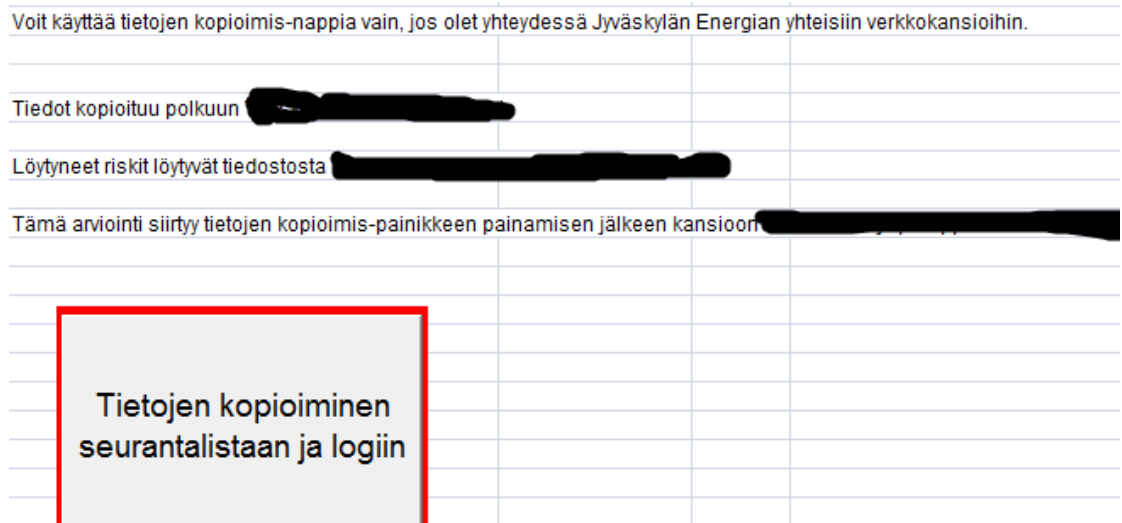 Voit käyttää tietojen kopioimis-nappia vain, jos olet yhteydessä Jyväskylän Energian yhteisiin verkkokansioihin.
Tiedot kopioituu polkuun
Löytyneet riskit löytyvät tiedostosta
Tämä arviointi siirtyy tietojen kopioimis-painikkeen painamisen jälkeen kansioon
Tietojen kopioiminen
seurantalistaan ja logiin